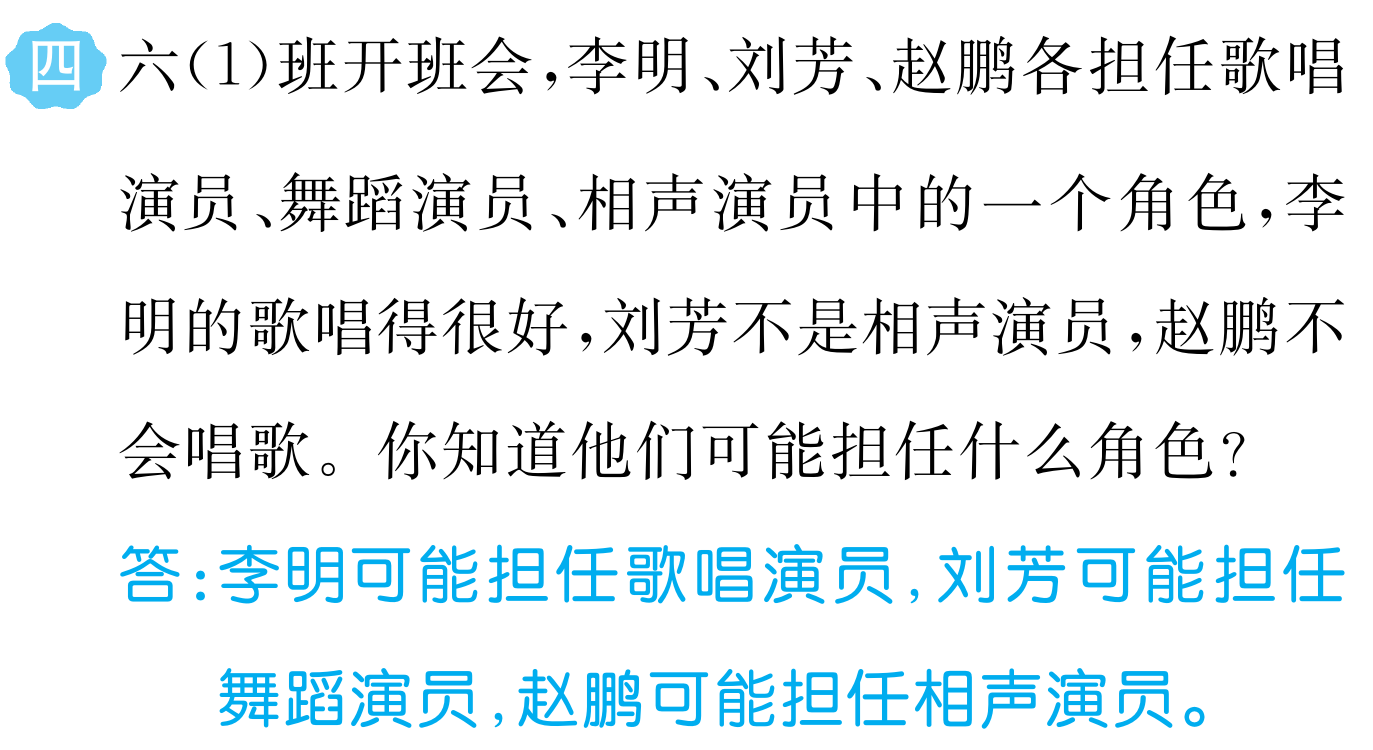 四 六(1)班开班会,李明、刘芳、赵鹏各担任歌唱
演员、舞蹈演员、相声演员中的一个角色,李
明的歌唱得很好,刘芳不是相声演员,赵鹏不
会唱歌。你知道他们可能担任什么角色?
答:李明可能担任歌唱演员,刘芳可能担任
舞蹈演员,赵鹏可能担任相声演员。